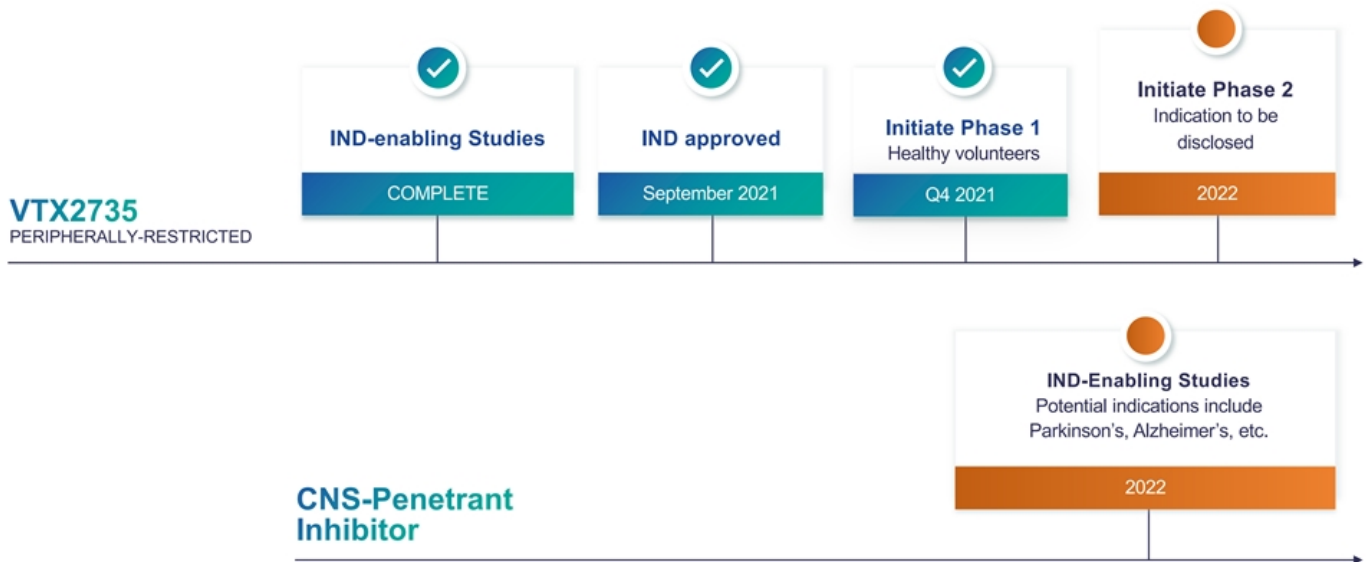 IND-enabling Studies
COMPLETE
IND approved
September 2021
Initiate Phase 1
Healthy volunteers
Q4 2021
Initiate Phase 2
Indication to be
disclosed
2022
VTX2735
PERIPHERALLY-RESTRICTED
IND-Enabling Studies
Potential indications include
Parkinson's, Alzheimer's, etc.
2022
CNS-Penetrant
Inhibitor